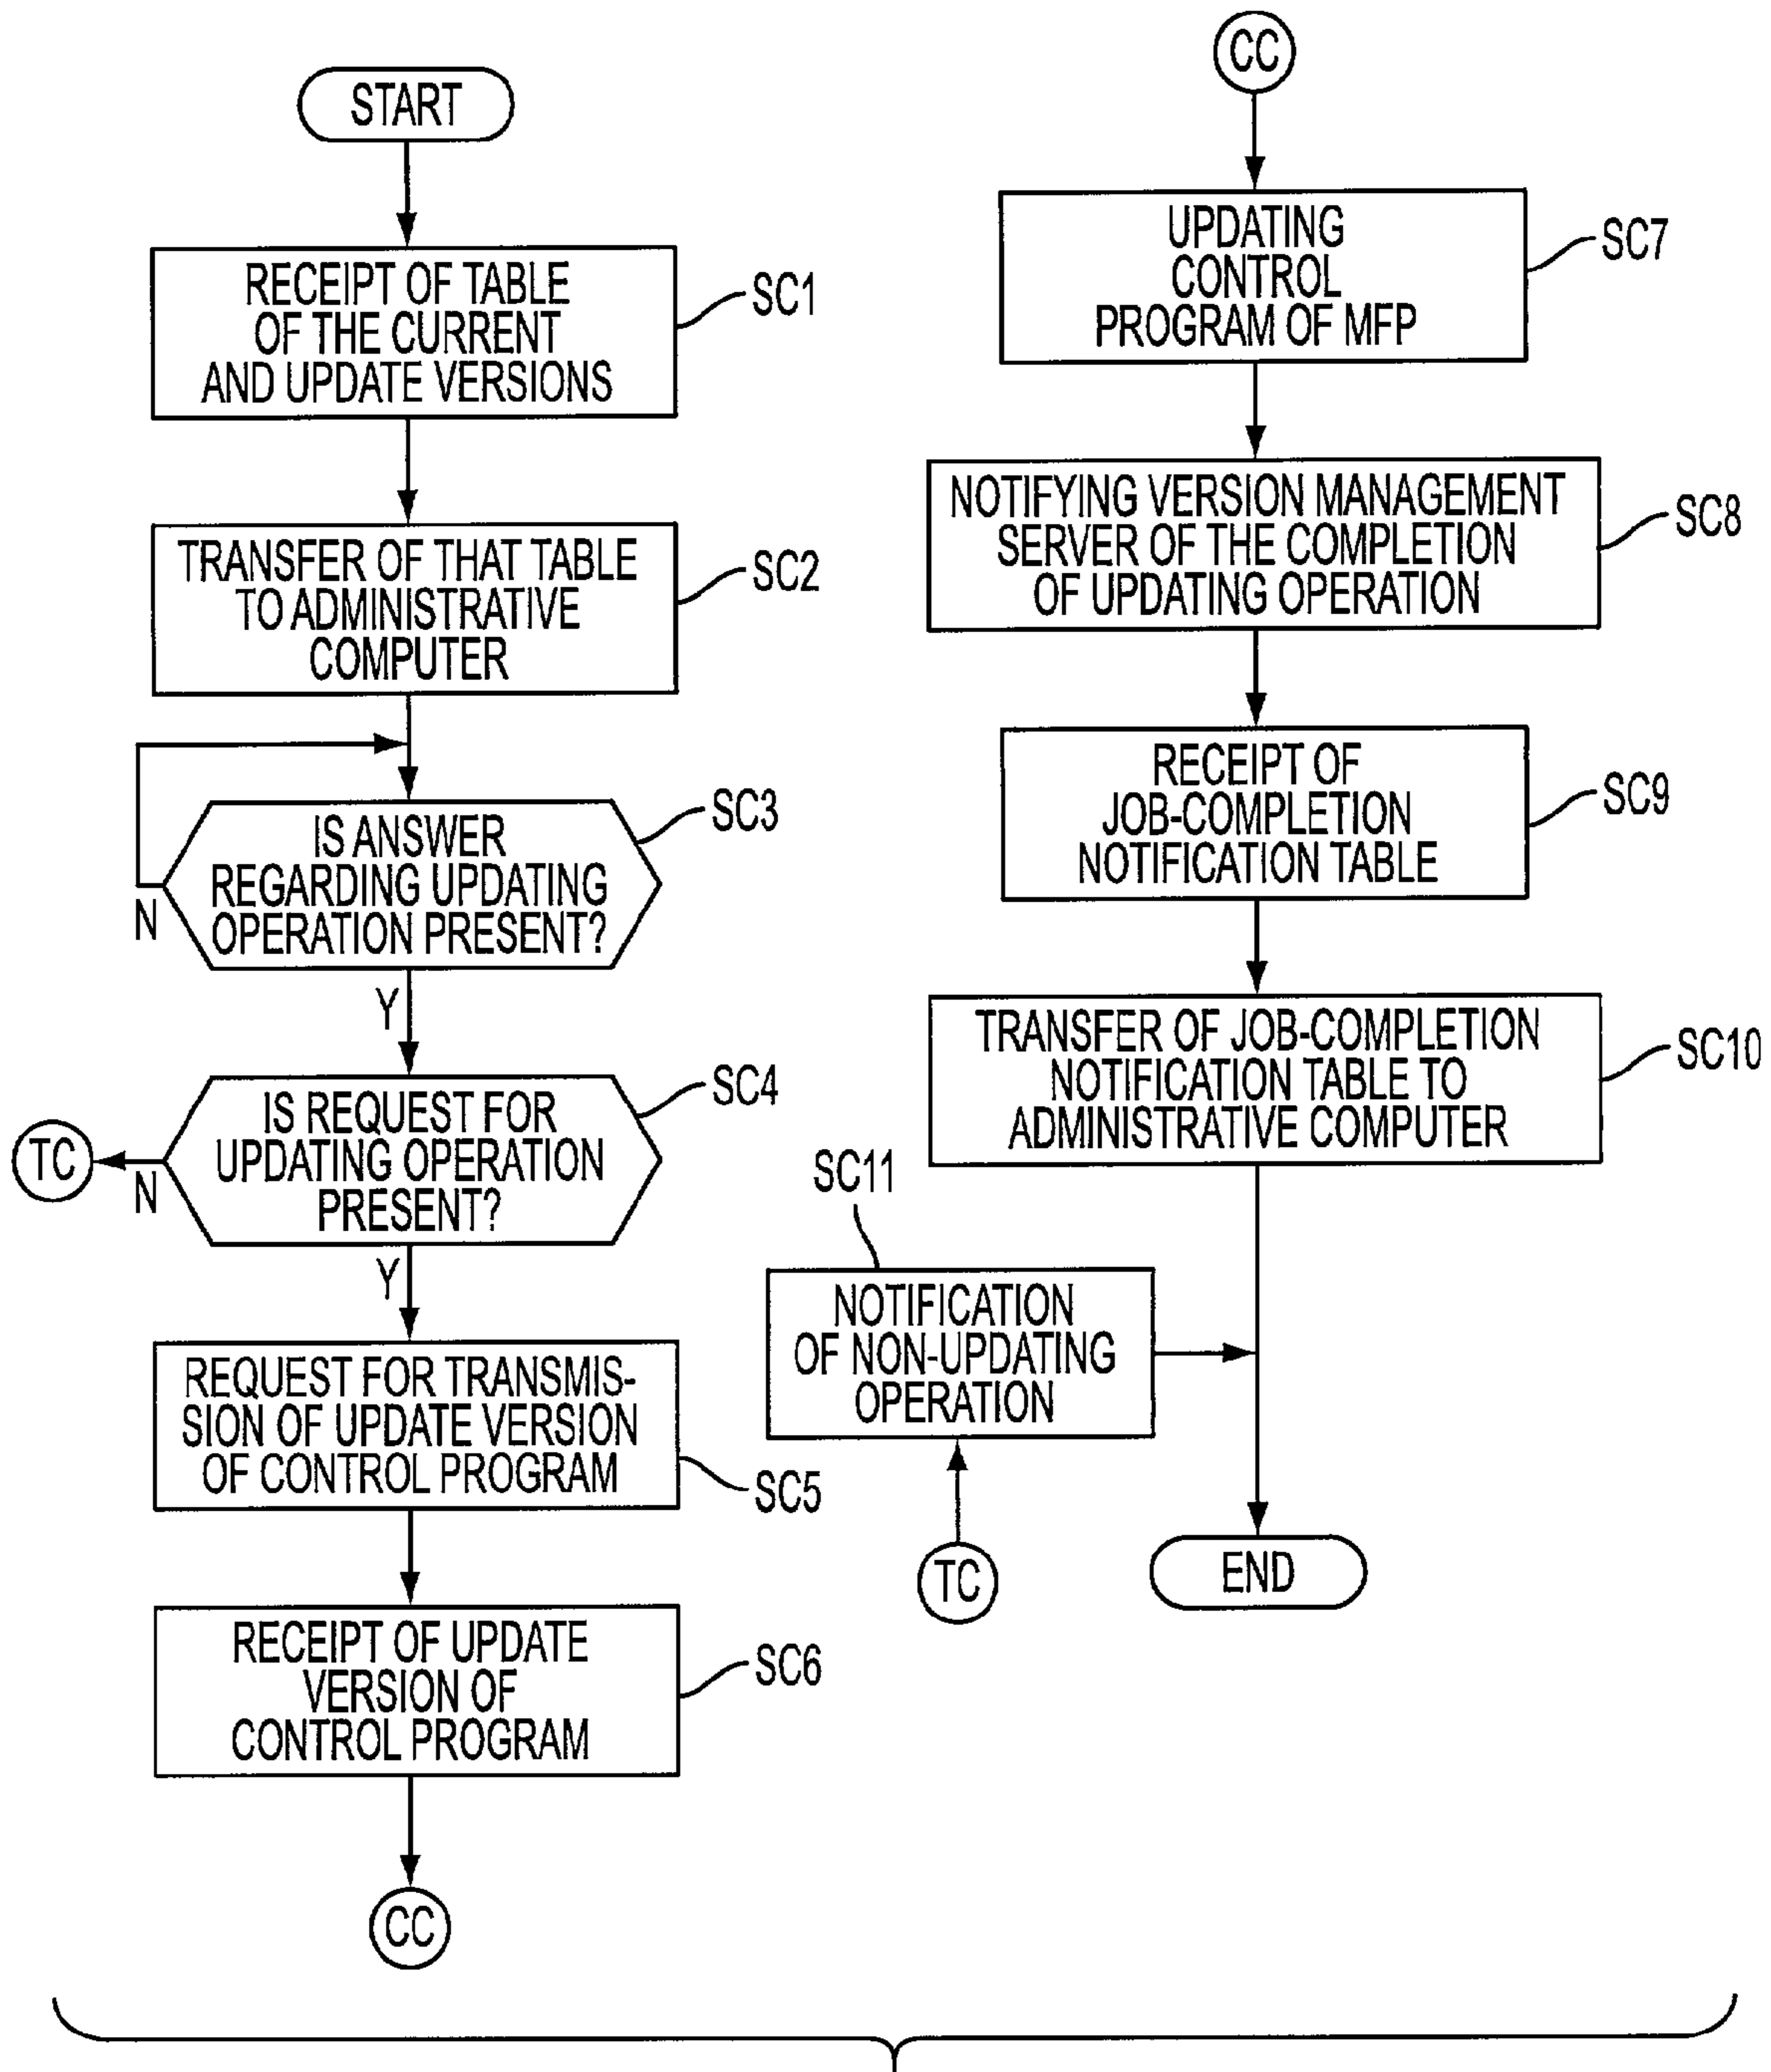 START
RECEIPT OF TABLE
OF THE CURRENT
AND UPDATE VERSIONS
SC1
TRANSFER OF THAT TABLE
TO ADMINISTRATIVE
COMPUTER
SC2
IS ANSWER
REGARDING UPDATING
OPERATION PRESENT?
SC3
N
Y
IS REQUEST FOR
UPDATING OPERATION
PRESENT?
SC4
TC
N
Y
REQUEST FOR TRANSMIS-
SION OF UPDATE VERSION
OF CONTROL PROGRAM
SC5
RECEIPT OF UPDATE
VERSION OF
CONTROL PROGRAM
SC6
CC
CC
UPDATING
CONTROL
PROGRAM OF MFP
SC7
NOTIFYING VERSION MANAGEMENT
SERVER OF THE COMPLETION
OF UPDATING OPERATION
SC8
RECEIPT OF
JOB-COMPLETION
NOTIFICATION TABLE
SC9
TRANSFER OF JOB-COMPLETION
NOTIFICATION TABLE TO
ADMINISTRATIVE COMPUTER
SC10
SC11
NOTIFICATION
OF NON-UPDATING
OPERATION
TC
END